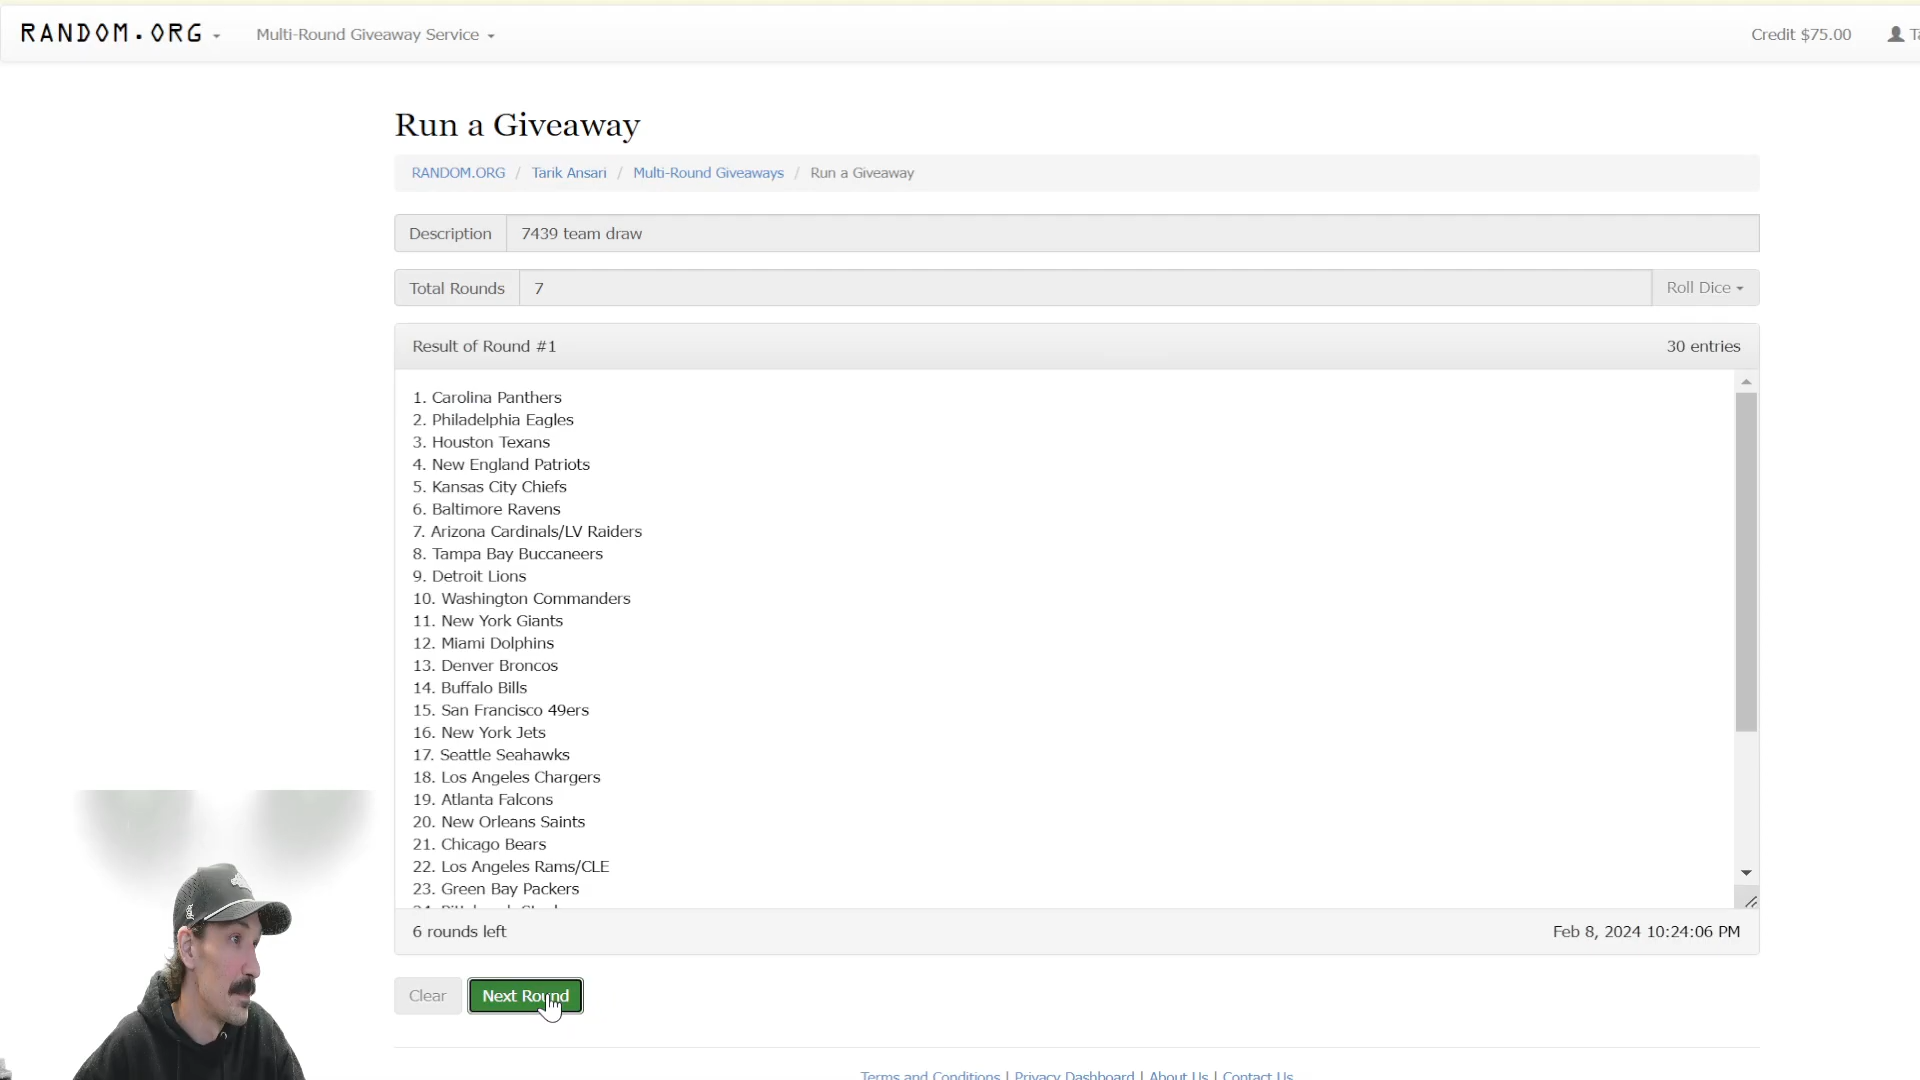 RANDOM.ORG
Multi-Round Giveaway Service
Credit $75.00
Run a Giveaway
RANDOM.ORG / Tarik Ansari / Multi-Round Giveaways / Run a Giveaway
Description 7439 team draw
Total Rounds 7 Roll Dice
Result of Round #1 30 entries
1. Carolina Panthers
2. Philadelphia Eagles
3. Houston Texans
4. New England Patriots
5. Kansas City Chiefs
6. Baltimore Ravens
7. Arizona Cardinals/LV Raiders
8. Tampa Bay Buccaneers
9. Detroit Lions
10. Washington Commanders
11. New York Giants
12. Miami Dolphins
13. Denver Broncos
14. Buffalo Bills
15. San Francisco 49ers
16. New York Jets
17. Seattle Seahawks
18. Los Angeles Chargers
19. Atlanta Falcons
20. New Orleans Saints
21. Chicago Bears
22. Los Angeles Rams/CLE
23. Green Bay Packers
6 rounds left Feb 8, 2024 10:24:06 PM
Clear Next Round
Terms and Conditions | Privacy Dashboard | About Us | Contact Us